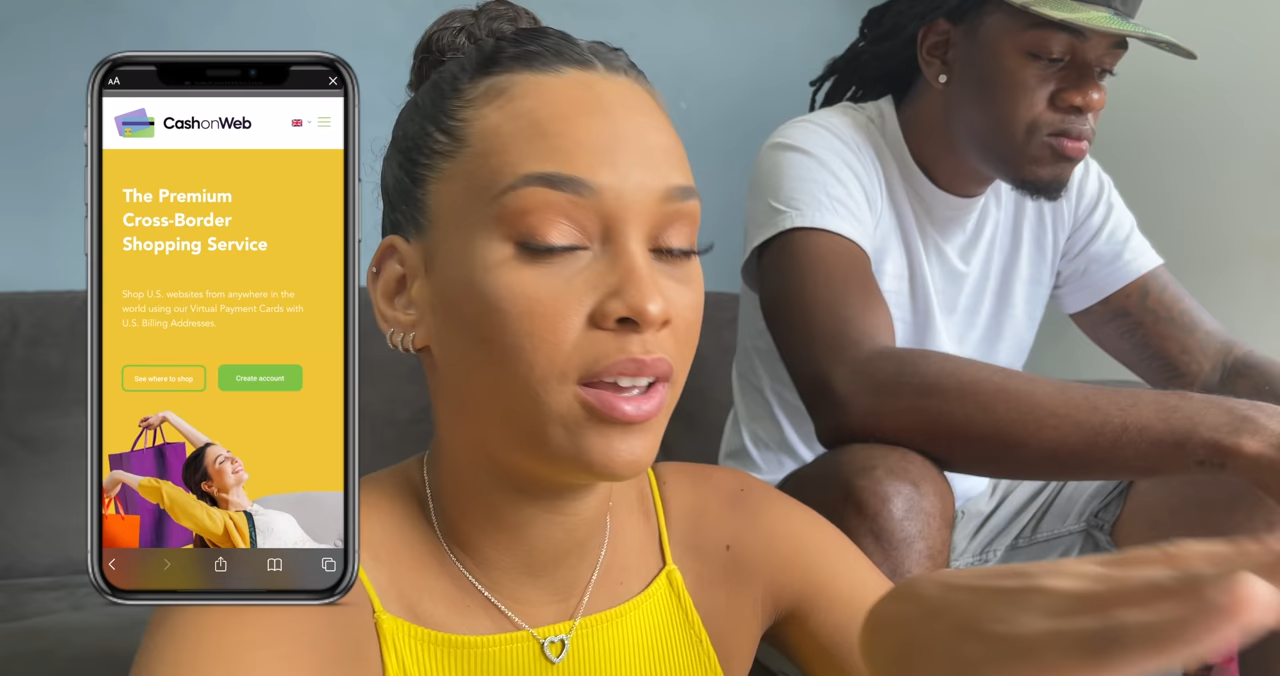 AA
CashonWeb
The Premium
Cross-Border
Shopping Service
Shop U.S. websites from anywhere in the
world using our Virtual Payment Cards with
U.S. Billing Addresses.
See where to shop
Create account